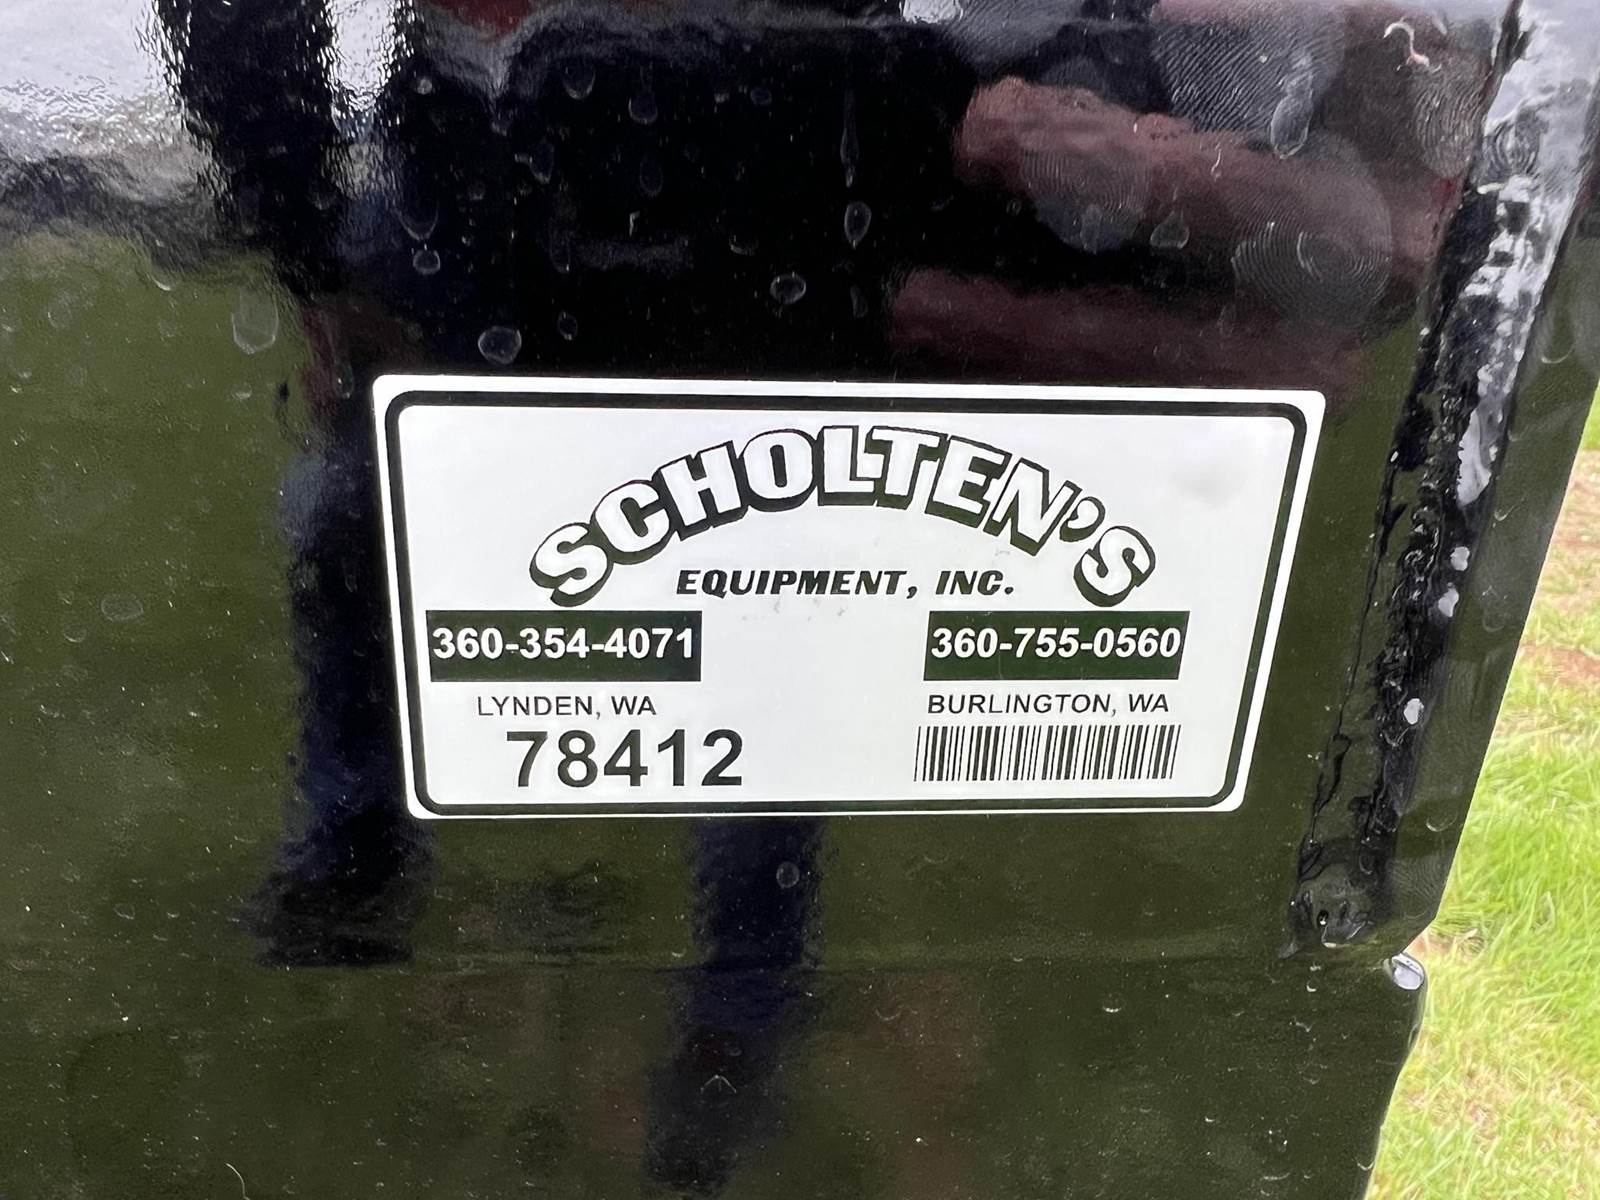 SCHOLTEN'S
EQUIPMENT, INC.
360-354-4071 360-755-0560
LYNDEN, WA BURLINGTON, WA
78412